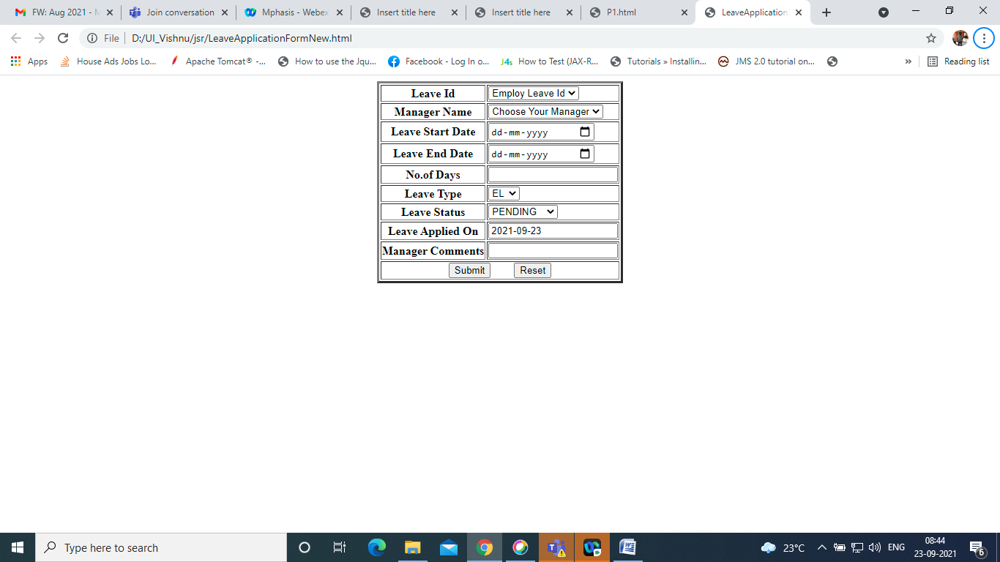 FW: Aug 2021 - M
Join conversation
Mphasis - Webex
Insert title here
Insert title here
P1.html
LeaveApplication
File
D:/UI_Vishnu/jsr/LeaveApplicationFormNew.html
Apps
House Ads Jobs Lo...
Apache Tomcat® -...
How to use the Jqu...
Facebook - Log In o...
J4s How to Test (JAX-R...
Tutorials » Installin...
JMS 2.0 tutorial on...
»
Reading list
Leave Id Employ Leave Id
Manager Name Choose Your Manager
Leave Start Date dd-mm-yyyy
Leave End Date dd-mm-yyyy
No.of Days
Leave Type EL
Leave Status PENDING
Leave Applied On 2021-09-23
Manager Comments
Submit Reset
Type here to search
23°C
ENG
08:44
23-09-2021
6